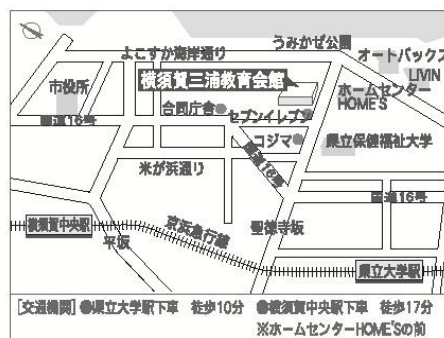 よこすか海岸通り
うみかぜ公園
オートバックス
LIVIN
市役所
横須賀三浦教育会館
ホームセンター
HOME'S
合同庁舎
セブンイレブン
国道16号
コジマ
県立保健福祉大学
米が浜通り
国道16号
国道16号
横須賀中央駅
平坂
京浜急行線
聖徳寺坂
県立大学駅
[交通機関] ●県立大学駅下車 徒歩10分 ●横須賀中央駅下車 徒歩17分
※ホームセンターHOME'Sの前